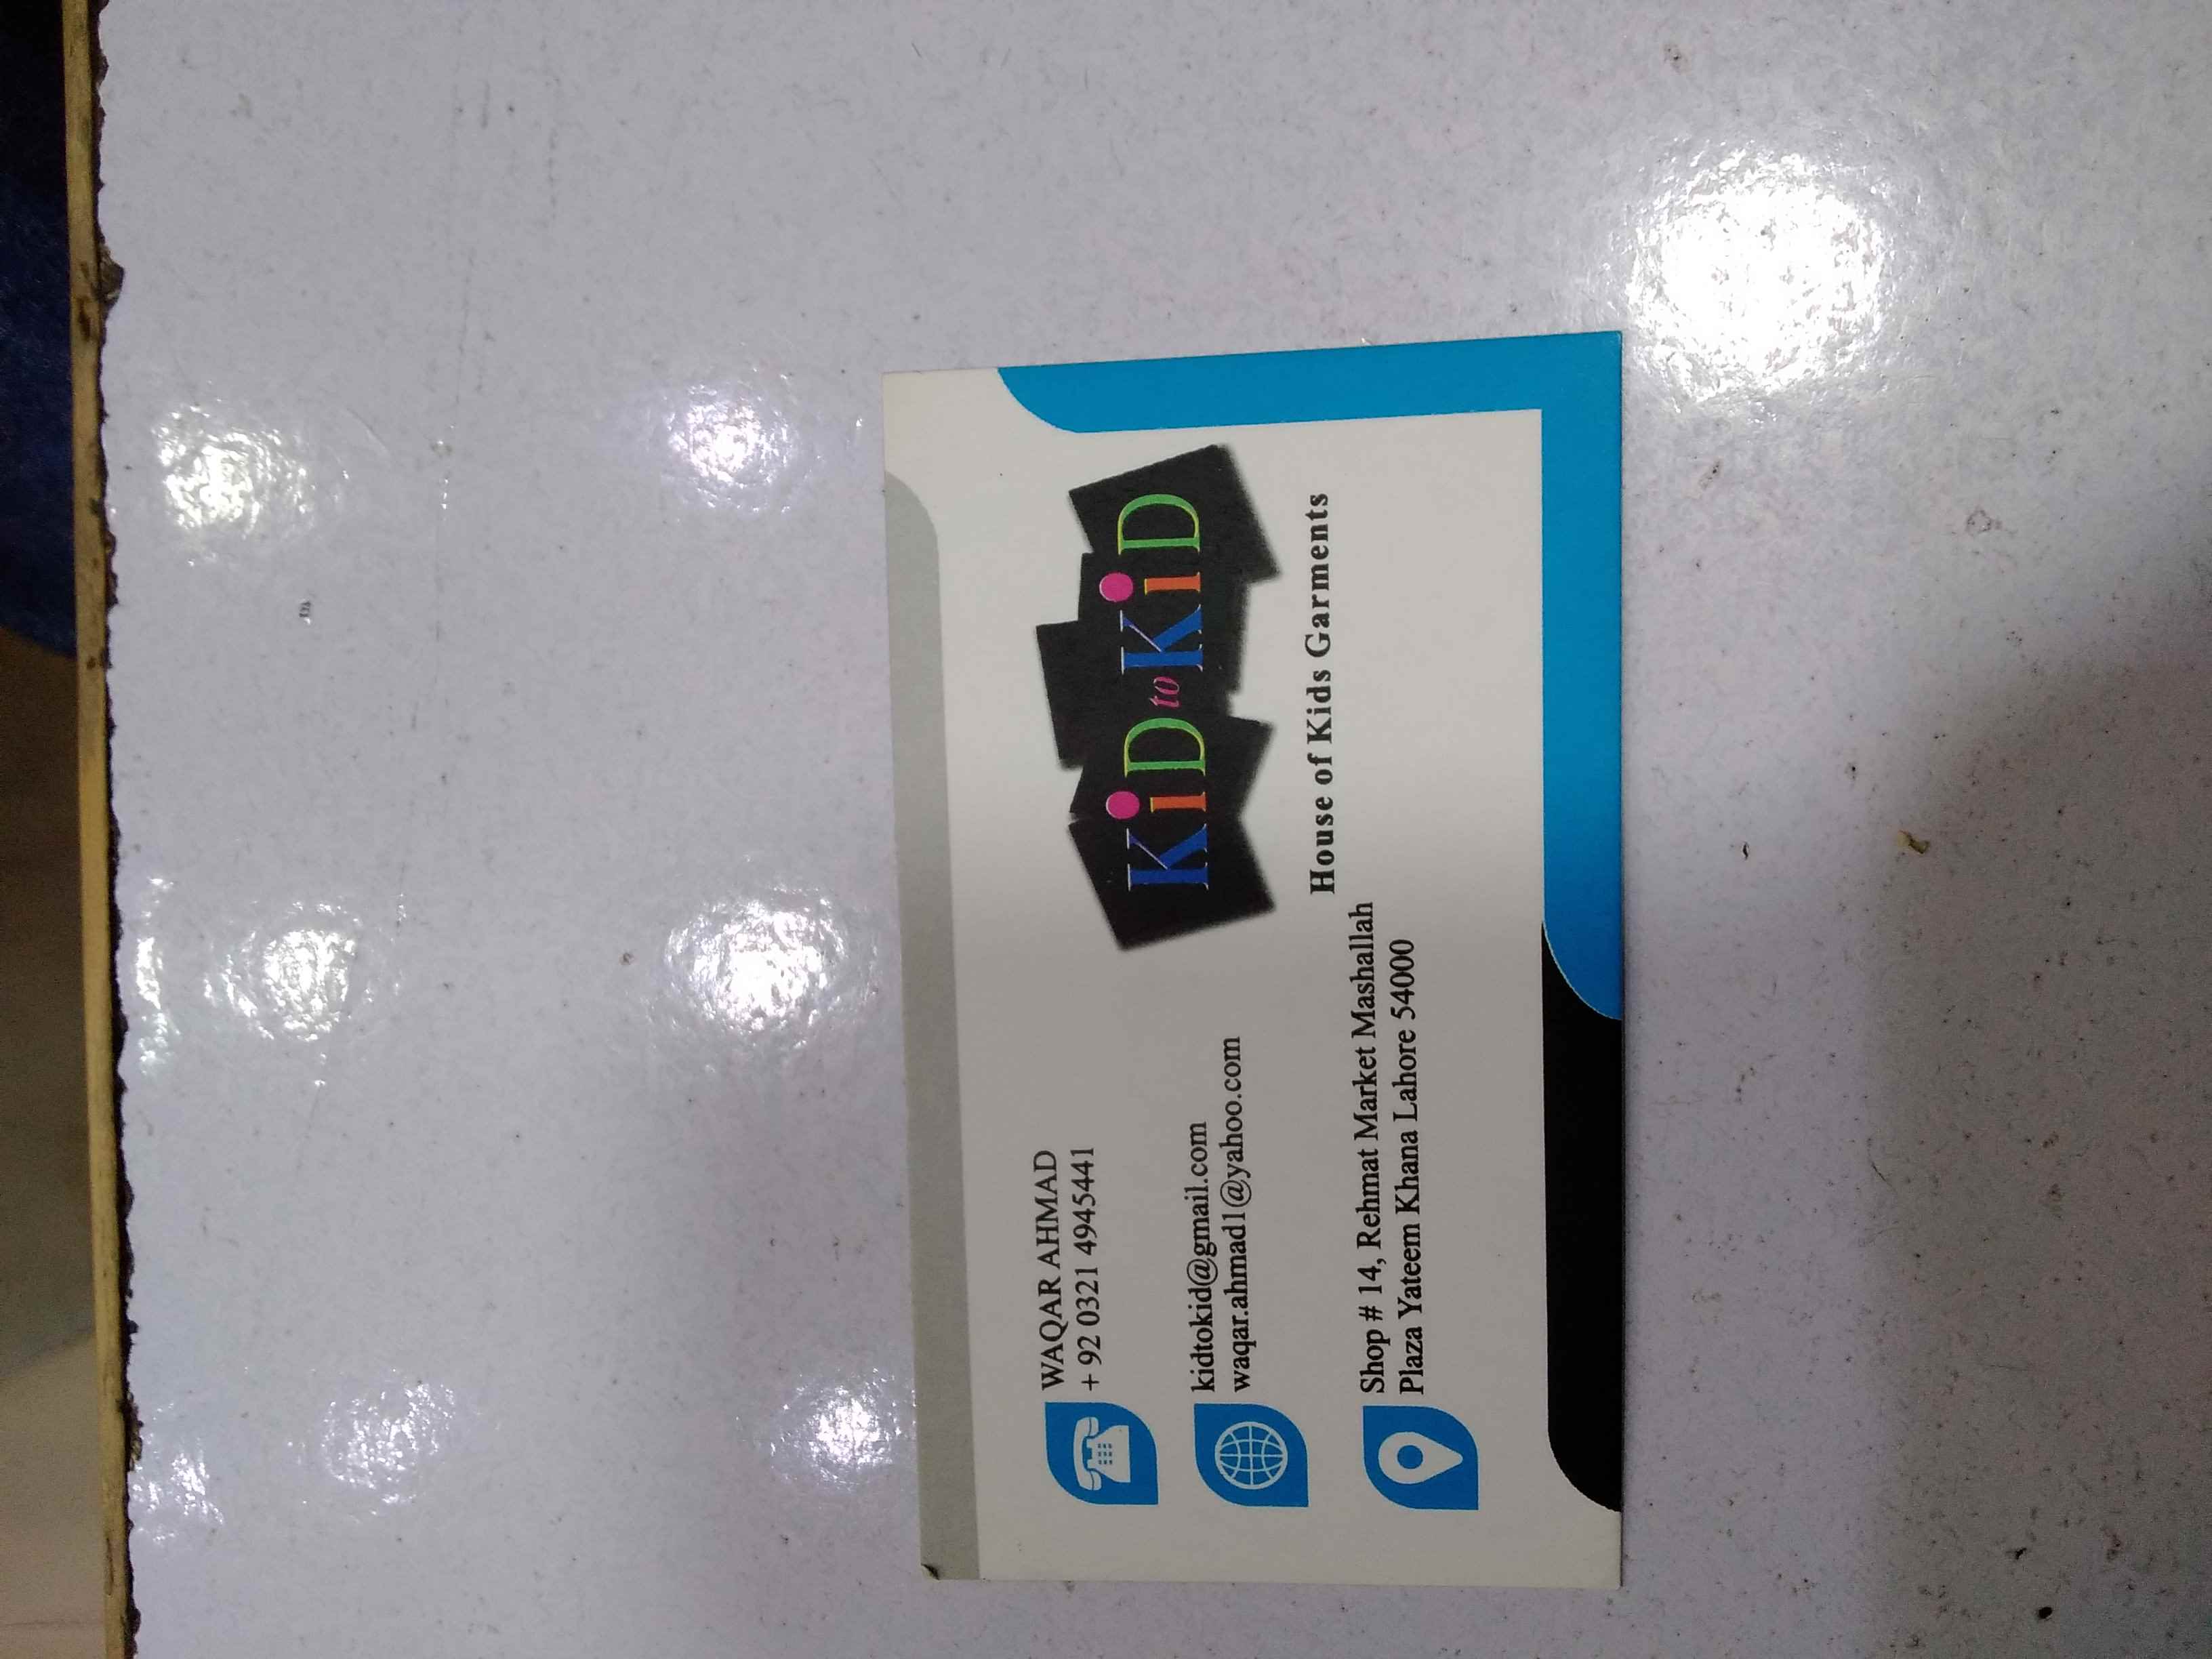 WAQAR AHMAD
+ 92 0321 4945441
kidtokid@gmail.com
waqar.ahmad1@yahoo.com
Shop # 14, Rehmat Market Mashallah
Plaza Yateem Khana Lahore 54000
KiD to KiD
House of Kids Garments